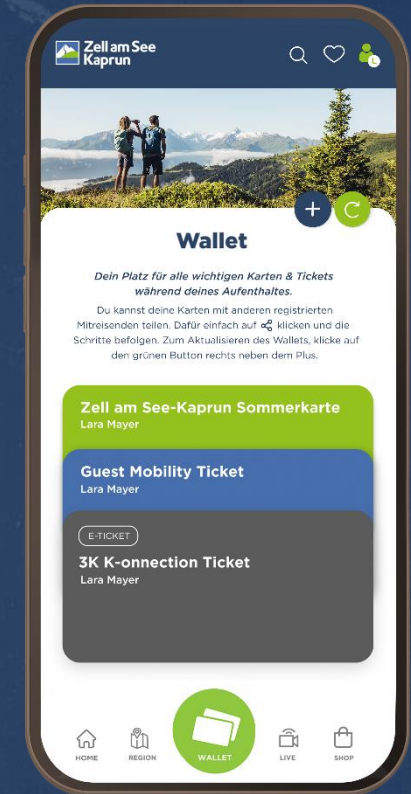 Zell am See
Kaprun
L
Wallet
Dein Platz für alle wichtigen Karten & Tickets
während deines Aufenthaltes.
Du kannst deine Karten mit anderen registrierten
Mitreisenden teilen. Dafür einfach auf klicken und die
Schritte befolgen. Zum Aktualisieren des Wallets, klicke auf
den grünen Button rechts neben dem Plus.
Zell am See-Kaprun Sommerkarte
Lara Mayer
Guest Mobility Ticket
Lara Mayer
E-TICKET
3K K-onnection Ticket
Lara Mayer
HOME REGION WALLET LIVE SHOP